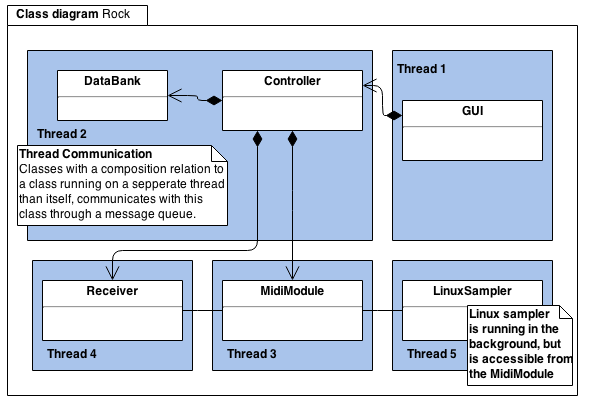 Class diagram Rock
DataBank
Controller
Thread 1
GUI
Thread 2
Thread Communication
Classes with a composition relation to
a class running on a sepperate thread
than itself, communicates with this
class through a message queue.
Receiver
MidiModule
LinuxSampler
Linux sampler
is running in the
background, but
is accessible from
the MidiModule
Thread 4
Thread 3
Thread 5